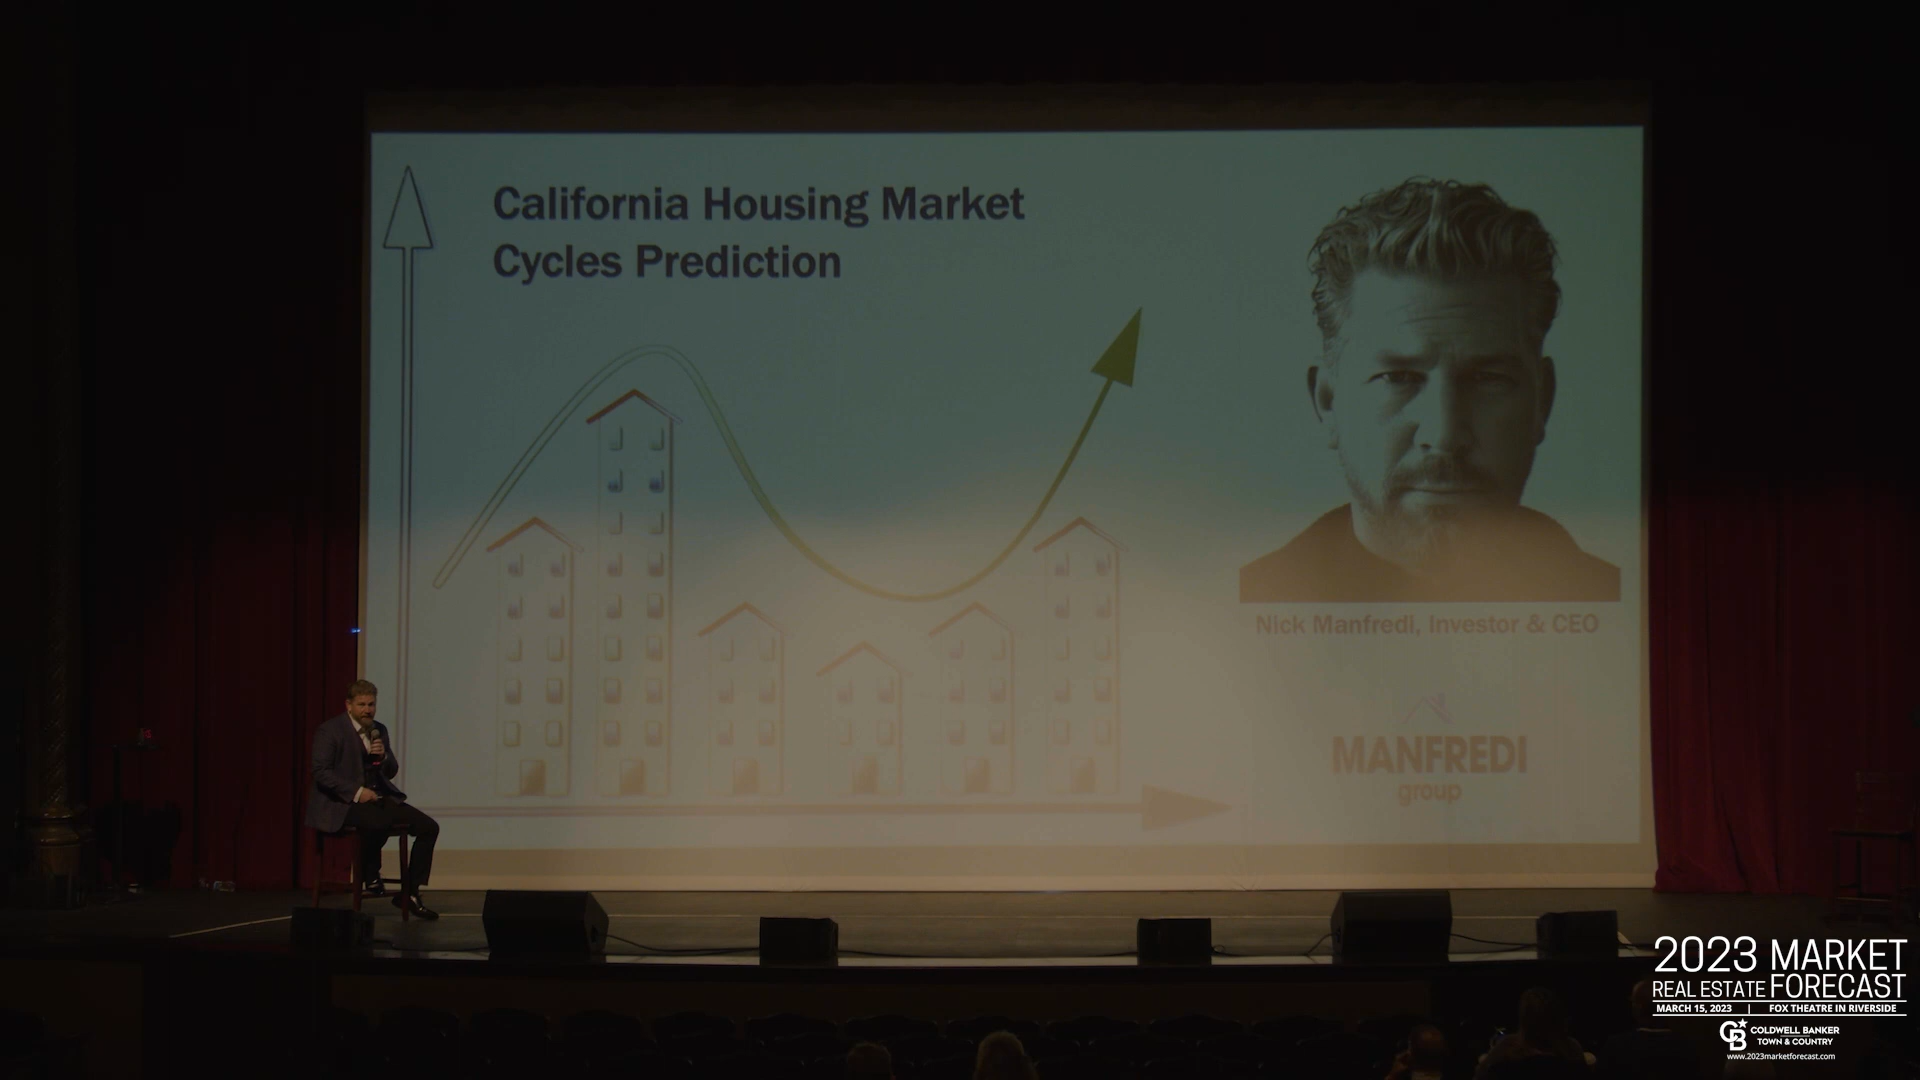 California Housing Market
Cycles Prediction
Nick Manfredi, Investor & CEO
MANFREDI
group
2023 MARKET
REAL ESTATE FORECAST
MARCH 15, 2023 | FOX THEATRE IN RIVERSIDE
CB
COLDWELL BANKER
TOWN & COUNTRY
www.2023marketforecast.com